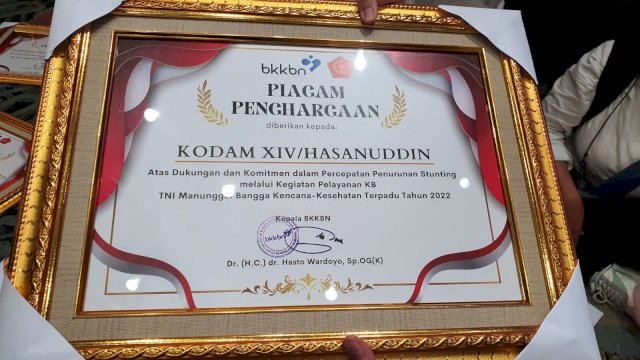 bkkbn
PIAGAM
PENGHARGAAN
diberikan kepada:
KODAM XIV/HASANUDDIN
Atas Dukungan dan Komitmen dalam Percepatan Penurunan Stunting
melalui Kegiatan Pelayanan KB
TNI Manunggal Bangga Kencana-Kesehatan Terpadu Tahun 2022
Kepala BKKBN
bkkbn
Dr. (H.C.) dr. Hasto Wardoyo, Sp.OG(K)